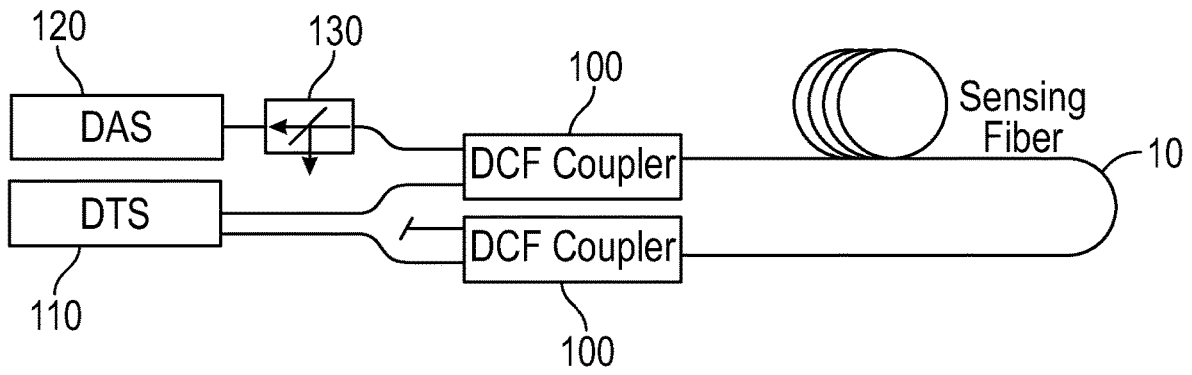 120
130
100
DAS
DCF Coupler
Sensing
Fiber
10
DTS
DCF Coupler
110
100